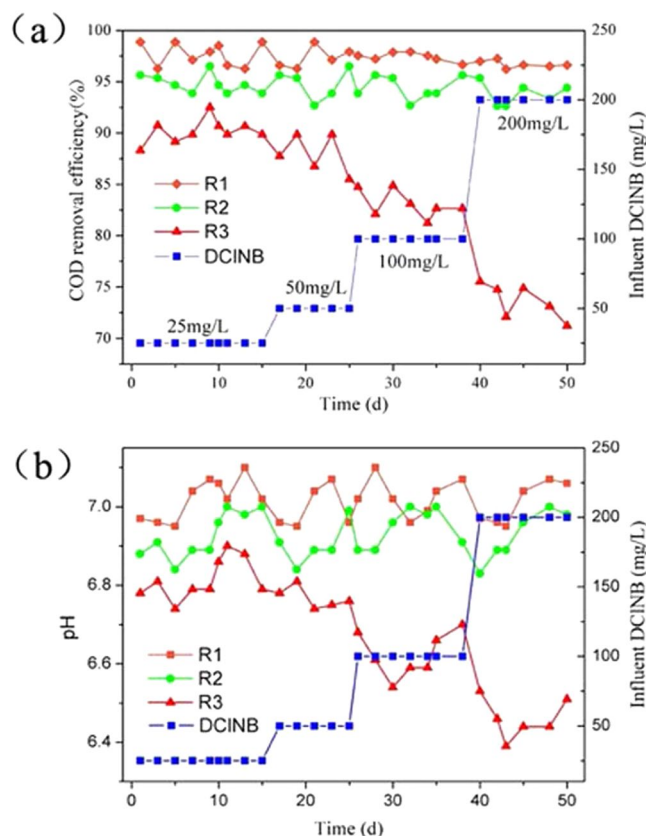 (a)
100
95
90
85
80
75
70
COD removal efficiency(%)
R1
R2
R3
DClNB
25mg/L
50mg/L
100mg/L
200mg/L
250
200
150
100
50
Influent DClNB (mg/L)
0
10
20
30
40
50
Time (d)
(b)
7.0
6.8
6.6
6.4
pH
R1
R2
R3
DClNB
250
200
150
100
50
Influent DClNB (mg/L)
0
10
20
30
40
50
Time (d)